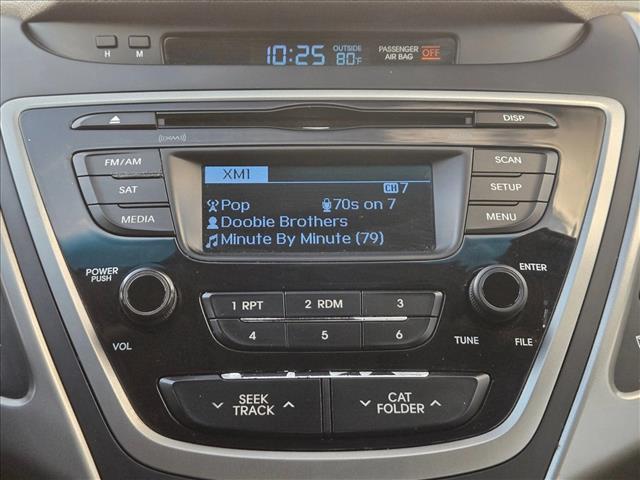 H M 10:25 OUTSIDE 80°F PASSENGER AIR BAG OFF
DISP
((XM))
FM/AM
SAT
MEDIA
XM1
CH 7
Pop 70s on 7
Doobie Brothers
Minute By Minute (79)
SCAN
SETUP
MENU
POWER
PUSH
VOL
1 RPT 2 RDM 3
4 5 6
ENTER
TUNE FILE
SEEK
TRACK
CAT
FOLDER